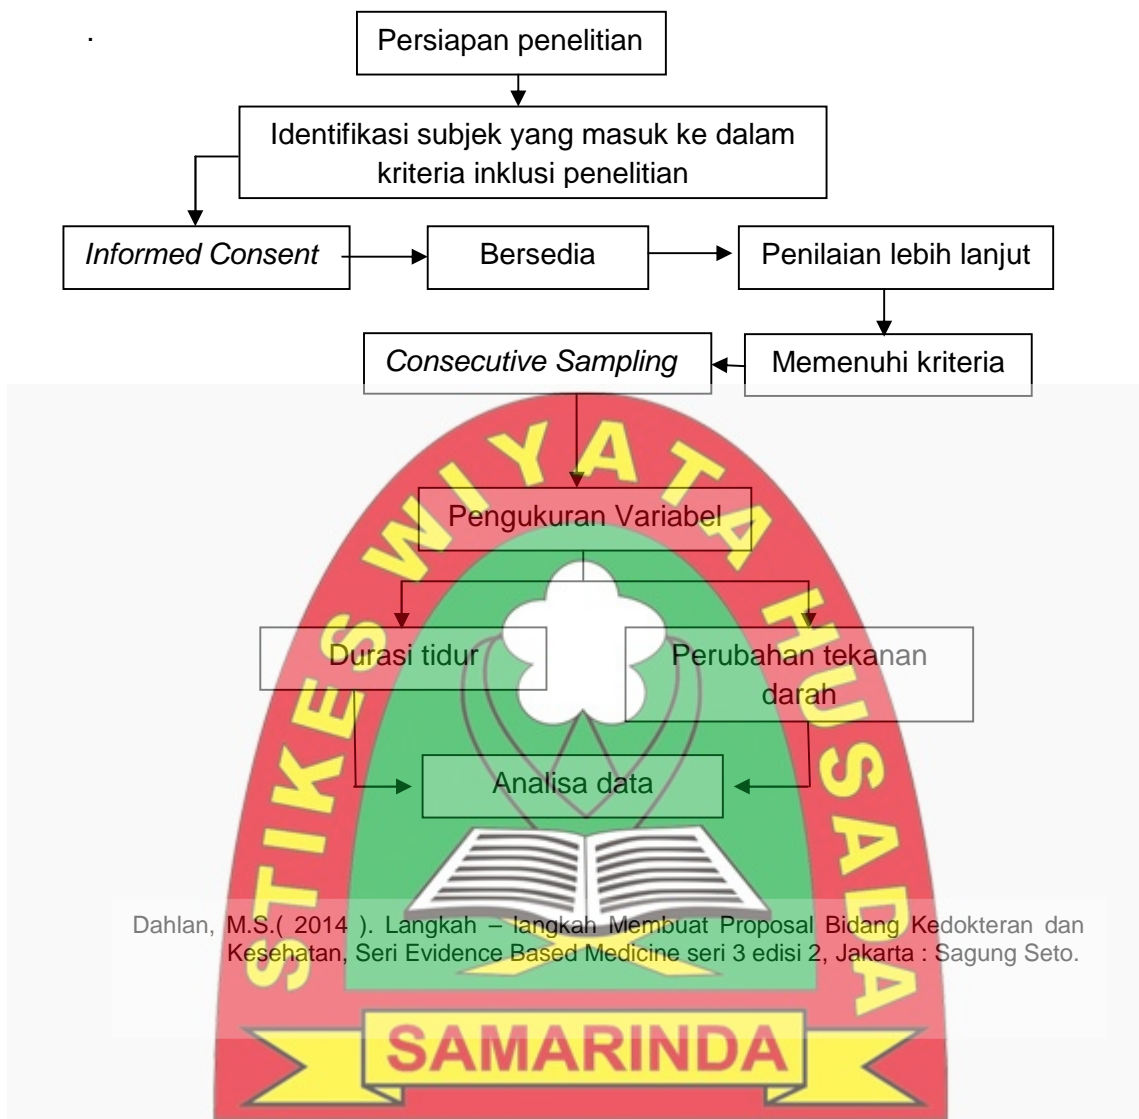 .
Persiapan penelitian
Identifikasi subjek yang masuk ke dalam
kriteria inklusi penelitian
Informed Consent
Bersedia
Penilaian lebih lanjut
Consecutive Sampling
Memenuhi kriteria
Pengukuran Variabel
Durasi tidur
Perubahan tekanan
darah
Analisa data
Dahlan, M.S.( 2014 ). Langkah – langkah Membuat Proposal Bidang Kedokteran dan
Kesehatan, Seri Evidence Based Medicine seri 3 edisi 2, Jakarta : Sagung Seto.
STIKES WIYATA HUSADA
SAMARINDA